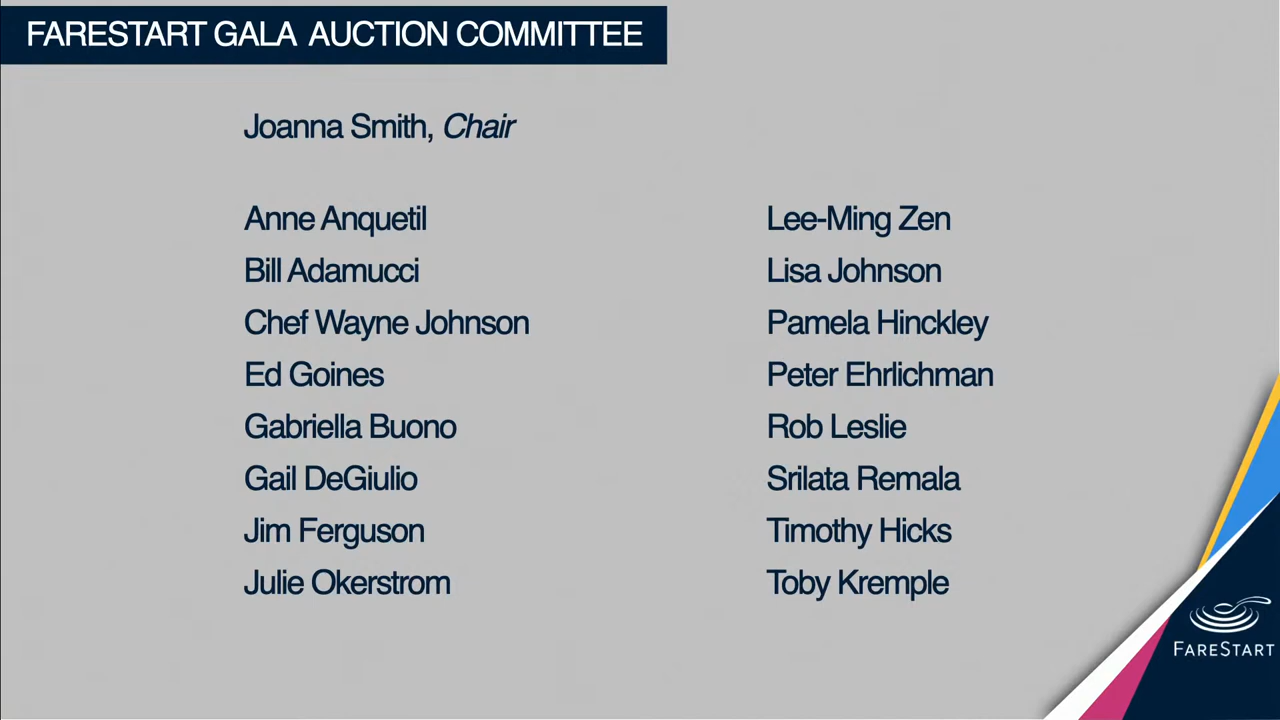 FARESTART GALA AUCTION COMMITTEE
Joanna Smith, Chair
Anne Anquetil
Bill Adamucci
Chef Wayne Johnson
Ed Goines
Gabriella Buono
Gail DeGiulio
Jim Ferguson
Julie Okerstrom
Lee-Ming Zen
Lisa Johnson
Pamela Hinckley
Peter Ehrlichman
Rob Leslie
Srilata Remala
Timothy Hicks
Toby Kremple
FARESTART